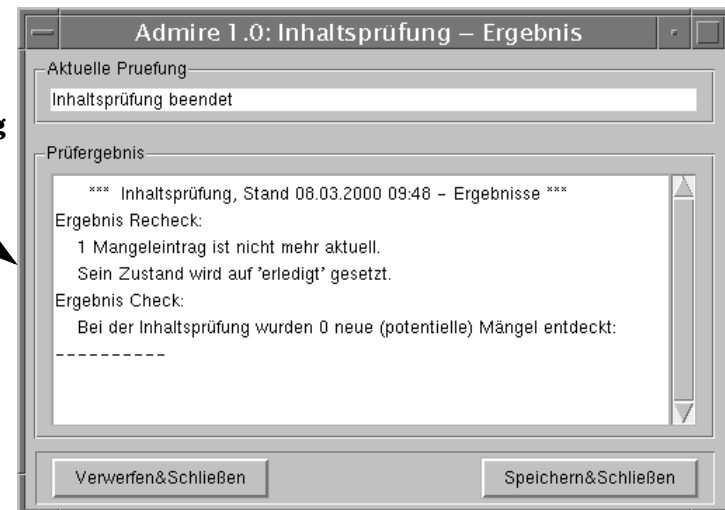 Admire 1.0: Inhaltsprüfung – Ergebnis
Aktuelle Pruefung
Inhaltsprüfung beendet
g
Prüfergebnis
*** Inhaltsprüfung, Stand 08.03.2000 09:48 – Ergebnisse ***
Ergebnis Recheck:
1 Mangeleintrag ist nicht mehr aktuell.
Sein Zustand wird auf 'erledigt' gesetzt.
Ergebnis Check:
Bei der Inhaltsprüfung wurden 0 neue (potentielle) Mängel entdeckt:
----------
Verwerfen&Schließen
Speichern&Schließen